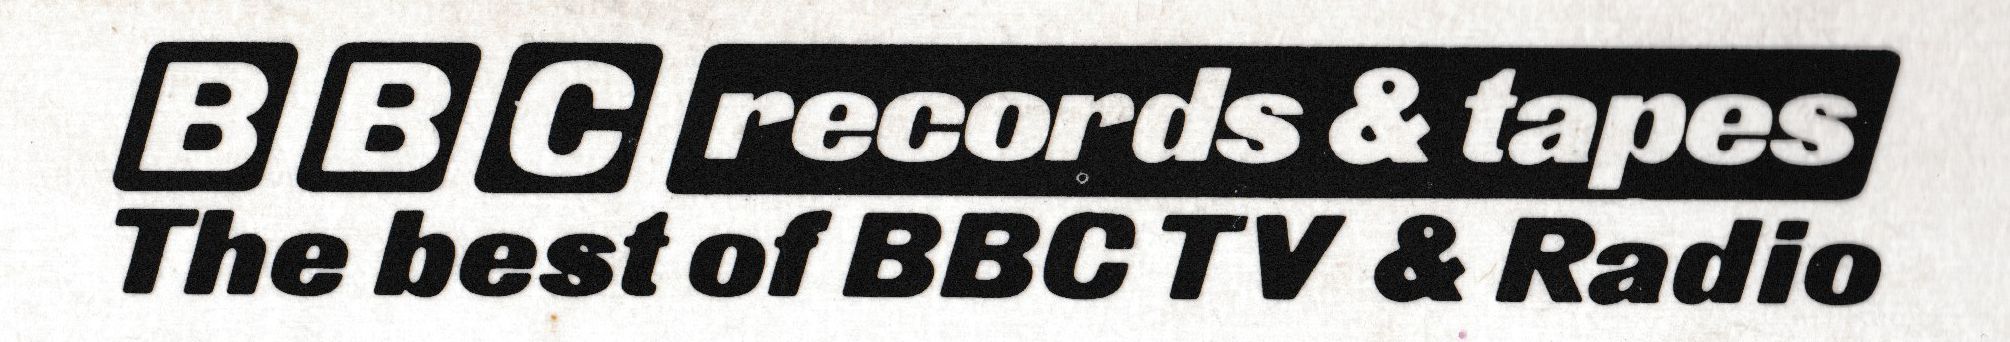 BBC records & tapes
The best of BBC TV & Radio